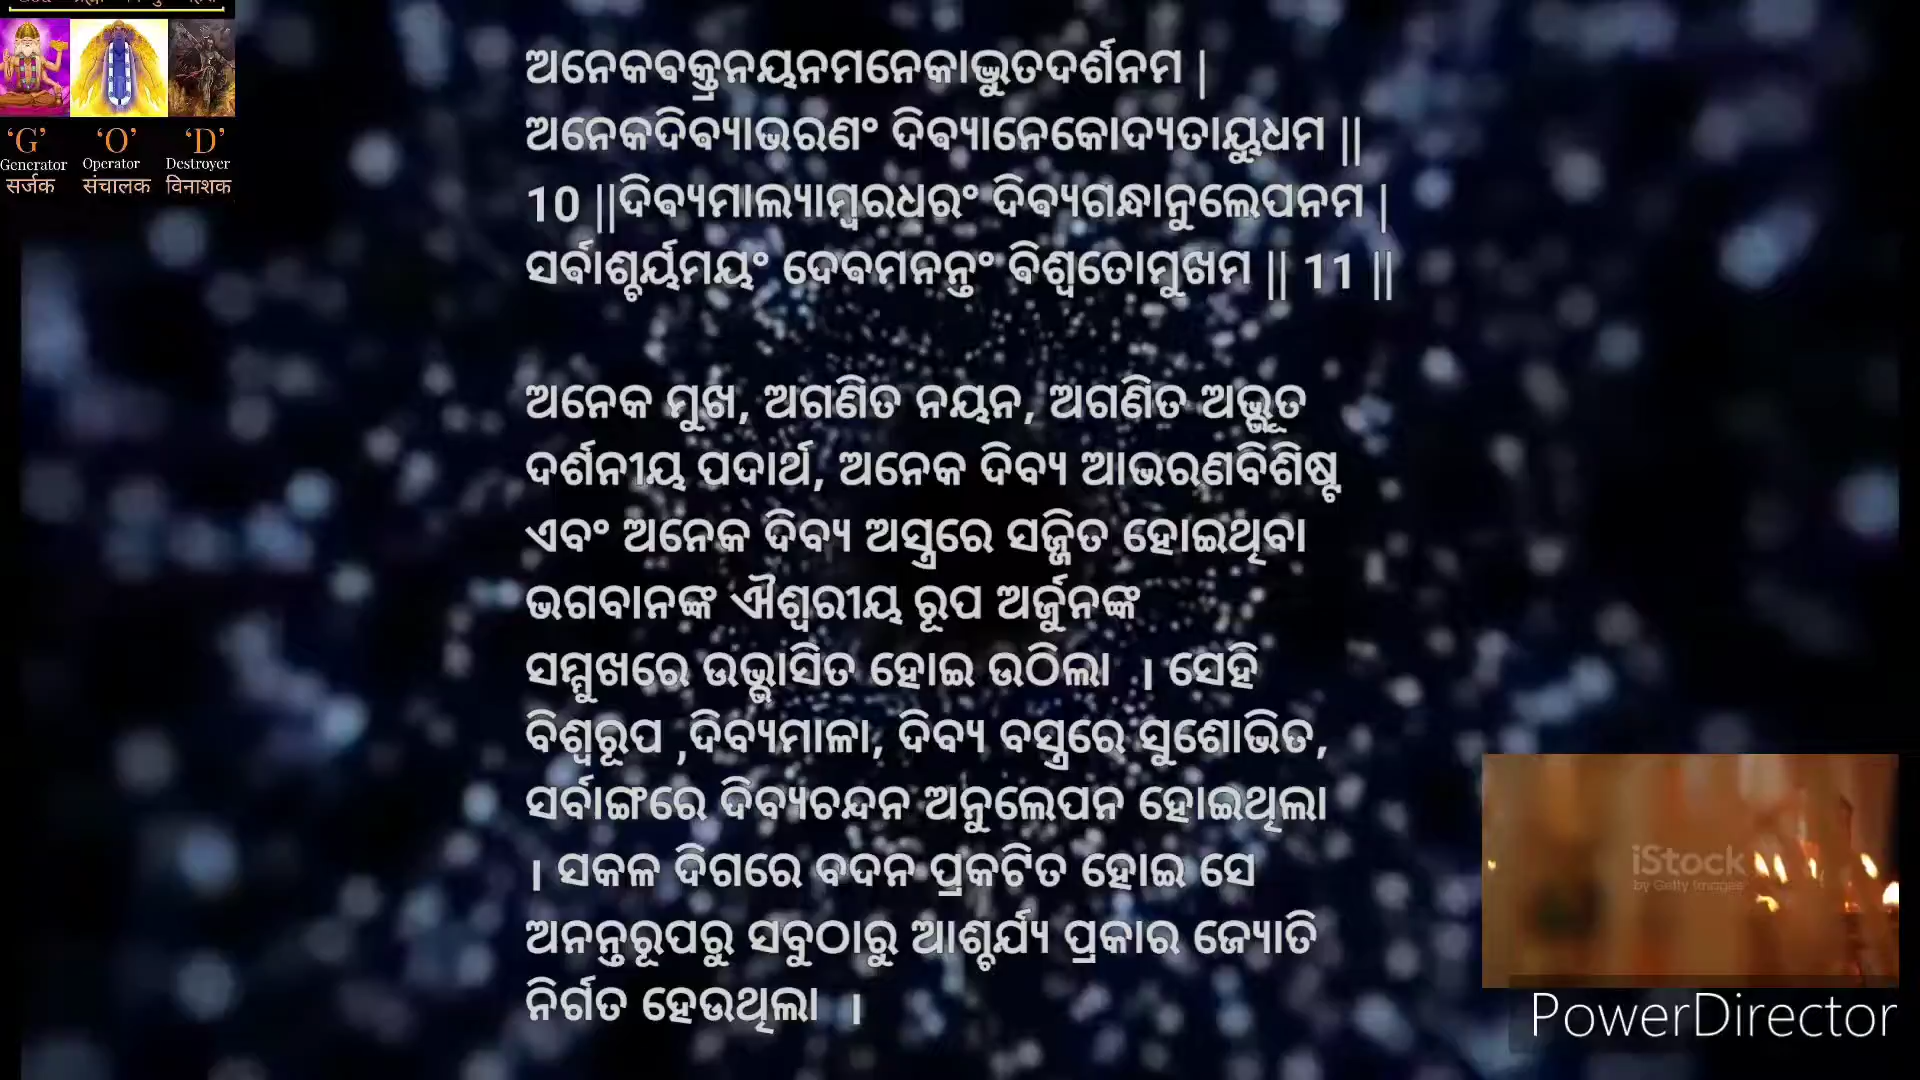 ‘G’ ‘O’ ‘D’
Generator Operator Destroyer
सर्जक संचालक विनाशक
ଅନେକଵକ୍ତ୍ରନୟନମନେକାଦ୍ଭୁତଦର୍ଶନମ |
ଅନେକଦିଵ୍ୟାଭରଣଂ ଦିଵ୍ୟାନେକୋଦ୍ୟତାୟୁଧମ ||
10 ||ଦିଵ୍ୟମାଲ୍ୟାମ୍ବରଧରଂ ଦିଵ୍ୟଗନ୍ଧାନୁଲେପନମ |
ସର୍ଵାଶ୍ଚର୍ୟମୟଂ ଦେଵମନନ୍ତଂ ଵିଶ୍ଵତୋମୁଖମ || 11 ||
ଅନେକ ମୁଖ, ଅଗଣିତ ନୟନ, ଅଗଣିତ ଅଦ୍ଭୂତ
ଦର୍ଶନୀୟ ପଦାର୍ଥ, ଅନେକ ଦିବ୍ୟ ଆଭରଣବିଶିଷ୍ଟ
ଏବଂ ଅନେକ ଦିବ୍ୟ ଅସ୍ତ୍ରରେ ସଜ୍ଜିତ ହୋଇଥିବା
ଭଗବାନଙ୍କ ଐଶ୍ୱରୀୟ ରୂପ ଅର୍ଜୁନଙ୍କ
ସମ୍ମୁଖରେ ଉଦ୍ଭାସିତ ହୋଇ ଉଠିଲା । ସେହି
ବିଶ୍ୱରୂପ ,ଦିବ୍ୟମାଳା, ଦିବ୍ୟ ବସ୍ତ୍ରରେ ସୁଶୋଭିତ,
ସର୍ବାଙ୍ଗରେ ଦିବ୍ୟଚନ୍ଦନ ଅନୁଲେପନ ହୋଇଥିଲା
। ସକଳ ଦିଗରେ ବଦନ ପ୍ରକଟିତ ହୋଇ ସେ
ଅନନ୍ତରୂପରୁ ସବୁଠାରୁ ଆଶ୍ଚର୍ଯ୍ୟ ପ୍ରକାର ଜ୍ୟୋତି
ନିର୍ଗତ ହେଉଥିଲା ।
iStock
by Getty Images
PowerDirector